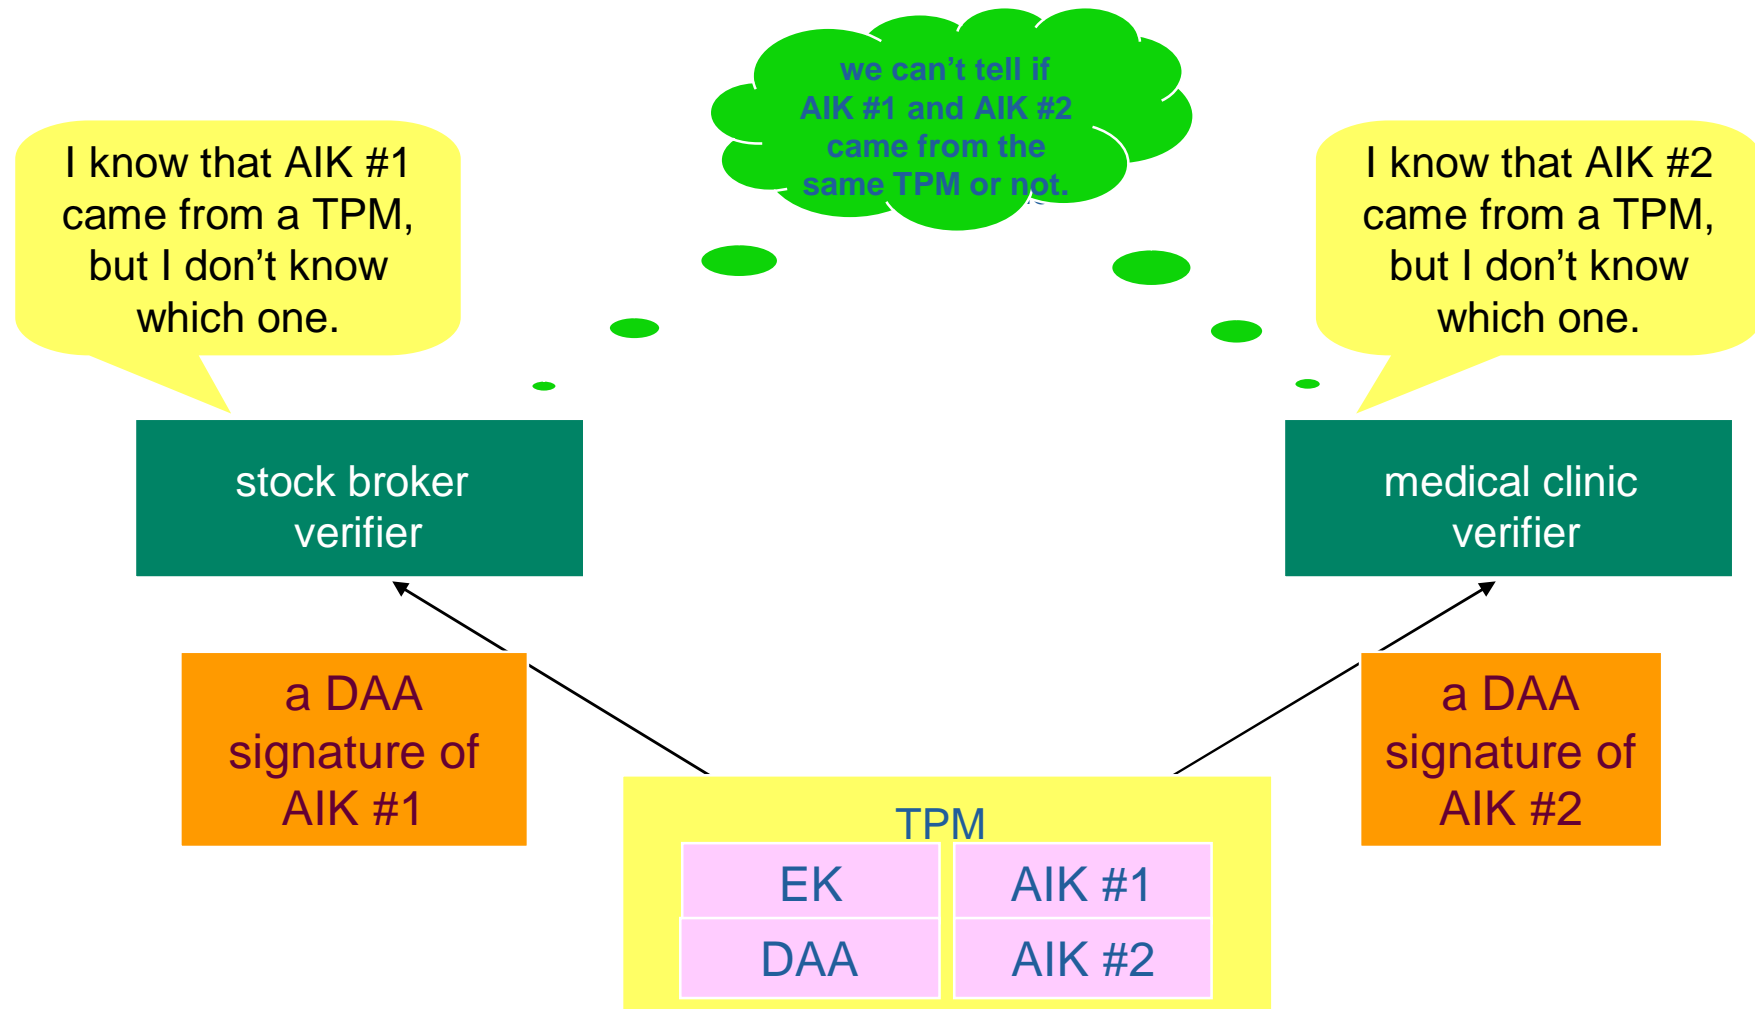 we can't tell if
AIK #1 and AIK #2
came from the
same TPM or not.
I know that AIK #1
came from a TPM,
but I don't know
which one.
I know that AIK #2
came from a TPM,
but I don't know
which one.
stock broker
verifier
medical clinic
verifier
a DAA
signature of
AIK #1
a DAA
signature of
AIK #2
TPM
EK
AIK #1
DAA
AIK #2